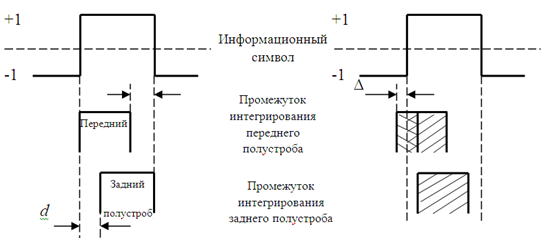 +1
-1
Информационный
символ
+1
-1
Δ
Передний
Промежуток
интегрирования
переднего
полустроба
Задний
полустроб
d
Промежуток
интегрирования
заднего полустроба